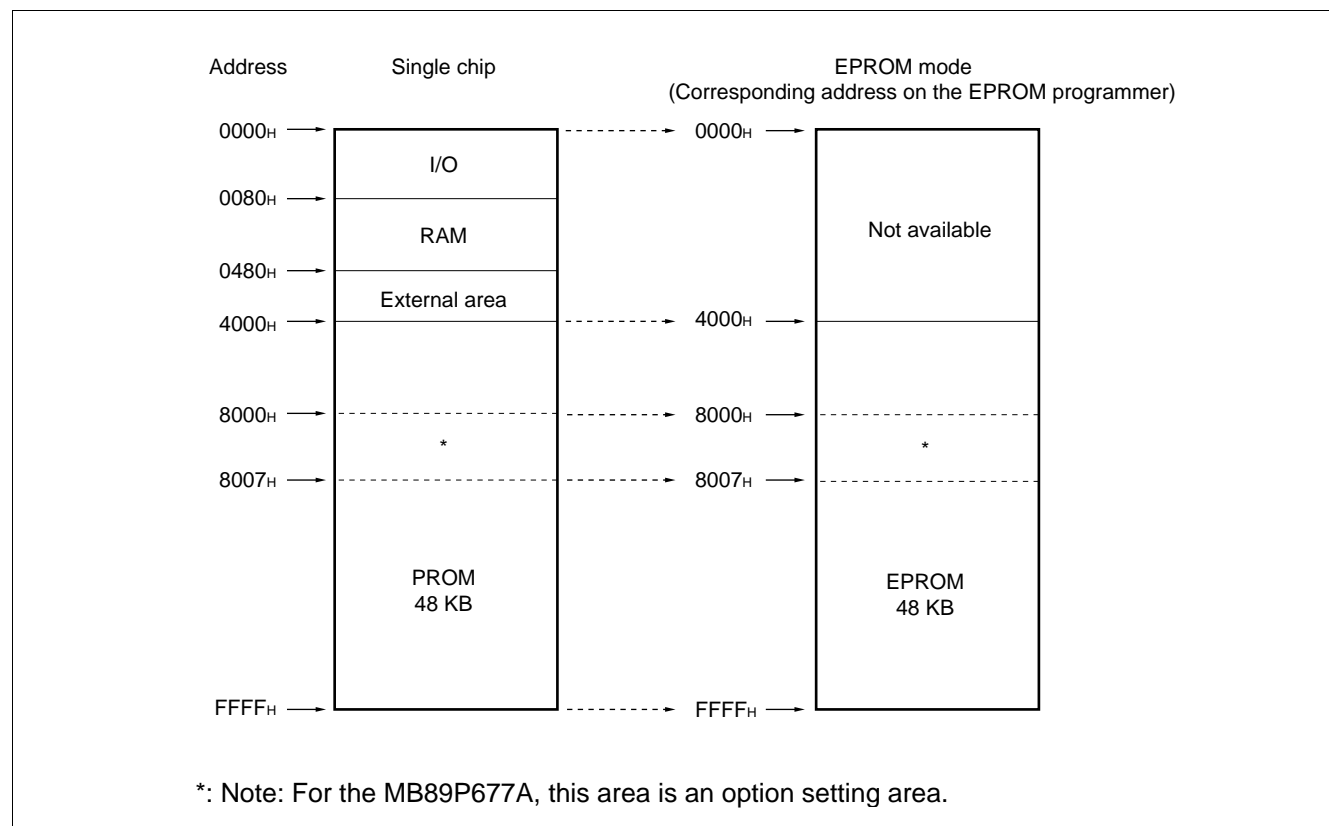 Address Single chip EPROM mode
(Corresponding address on the EPROM programmer)
0000H 0000H
I/O
0080H
RAM Not available
0480H
External area
4000H 4000H
8000H 8000H
* *
8007H 8007H
PROM EPROM
48 KB 48 KB
FFFFH FFFFH
*: Note: For the MB89P677A, this area is an option setting area.